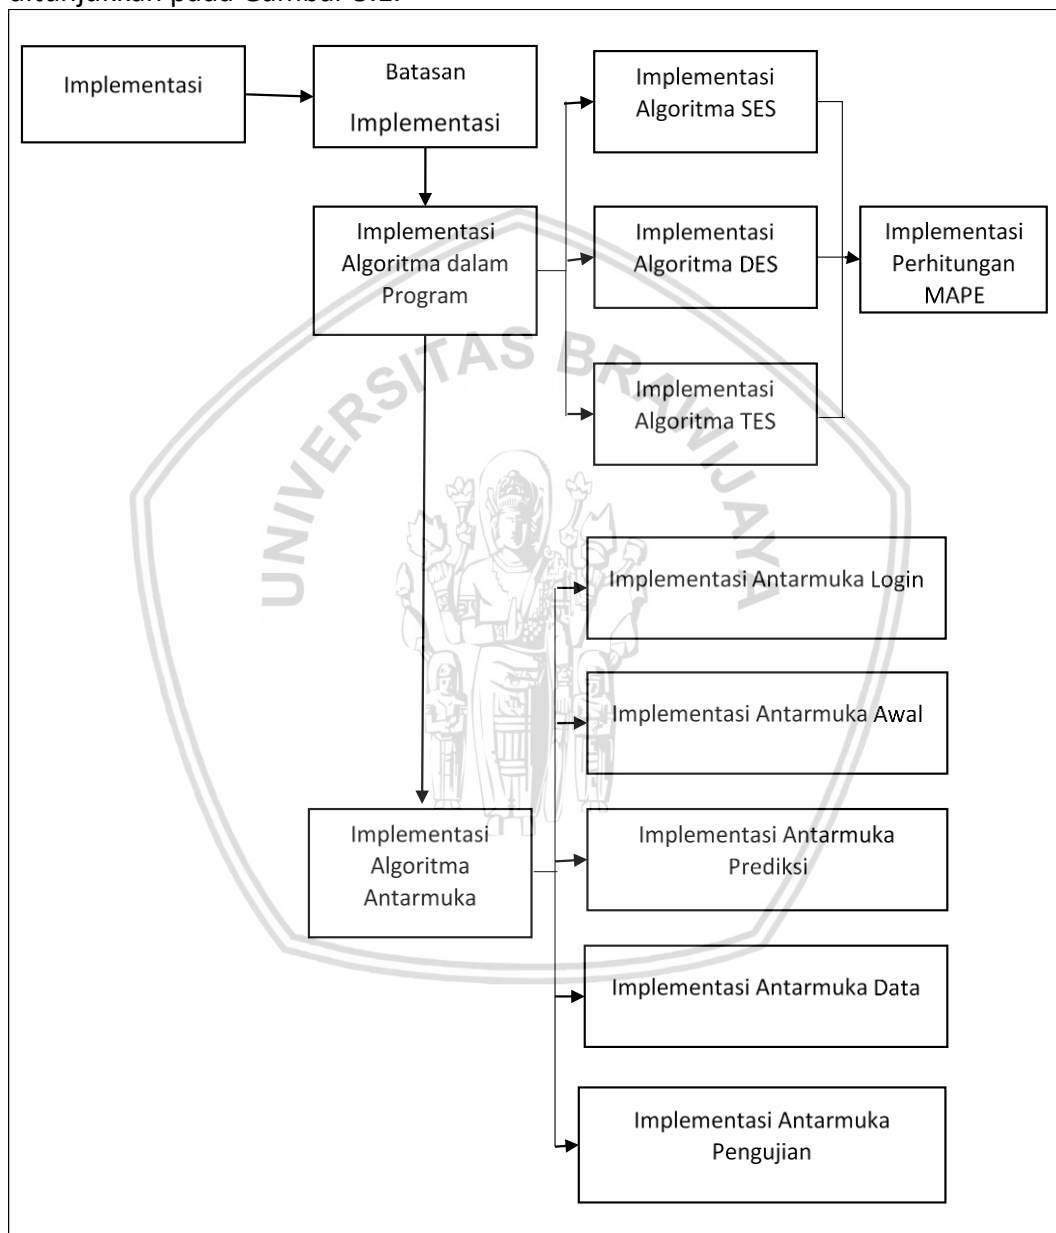 ditunjukkan pada Gambar 5.1.
Implementasi
Batasan
Implementasi
Implementasi
Algoritma SES
Implementasi
Algoritma dalam
Program
Implementasi
Algoritma DES
Implementasi
Perhitungan
MAPE
Implementasi
Algoritma TES
UNIVERSITAS BRAWIJAYA
Implementasi Antarmuka Login
Implementasi Antarmuka Awal
Implementasi
Algoritma
Antarmuka
Implementasi Antarmuka
Prediksi
Implementasi Antarmuka Data
Implementasi Antarmuka
Pengujian